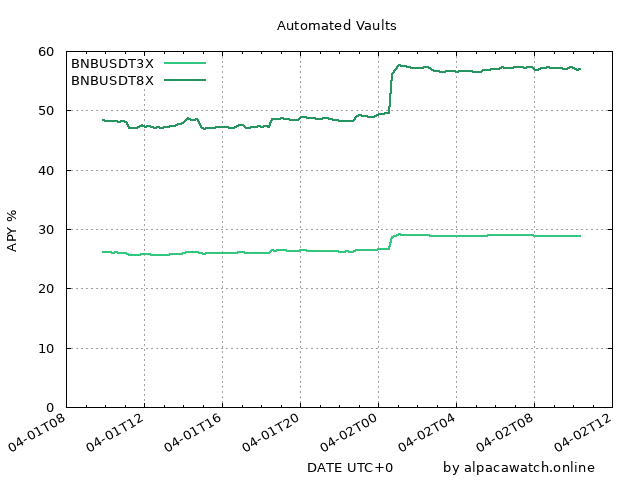 Automated Vaults
BNBUSDT3X
BNBUSDT8X
60
50
40
30
20
10
0
APY %
04-01T08
04-01T12
04-01T16
04-01T20
04-02T00
04-02T04
04-02T08
04-02T12
DATE UTC+0
by alpacawatch.online